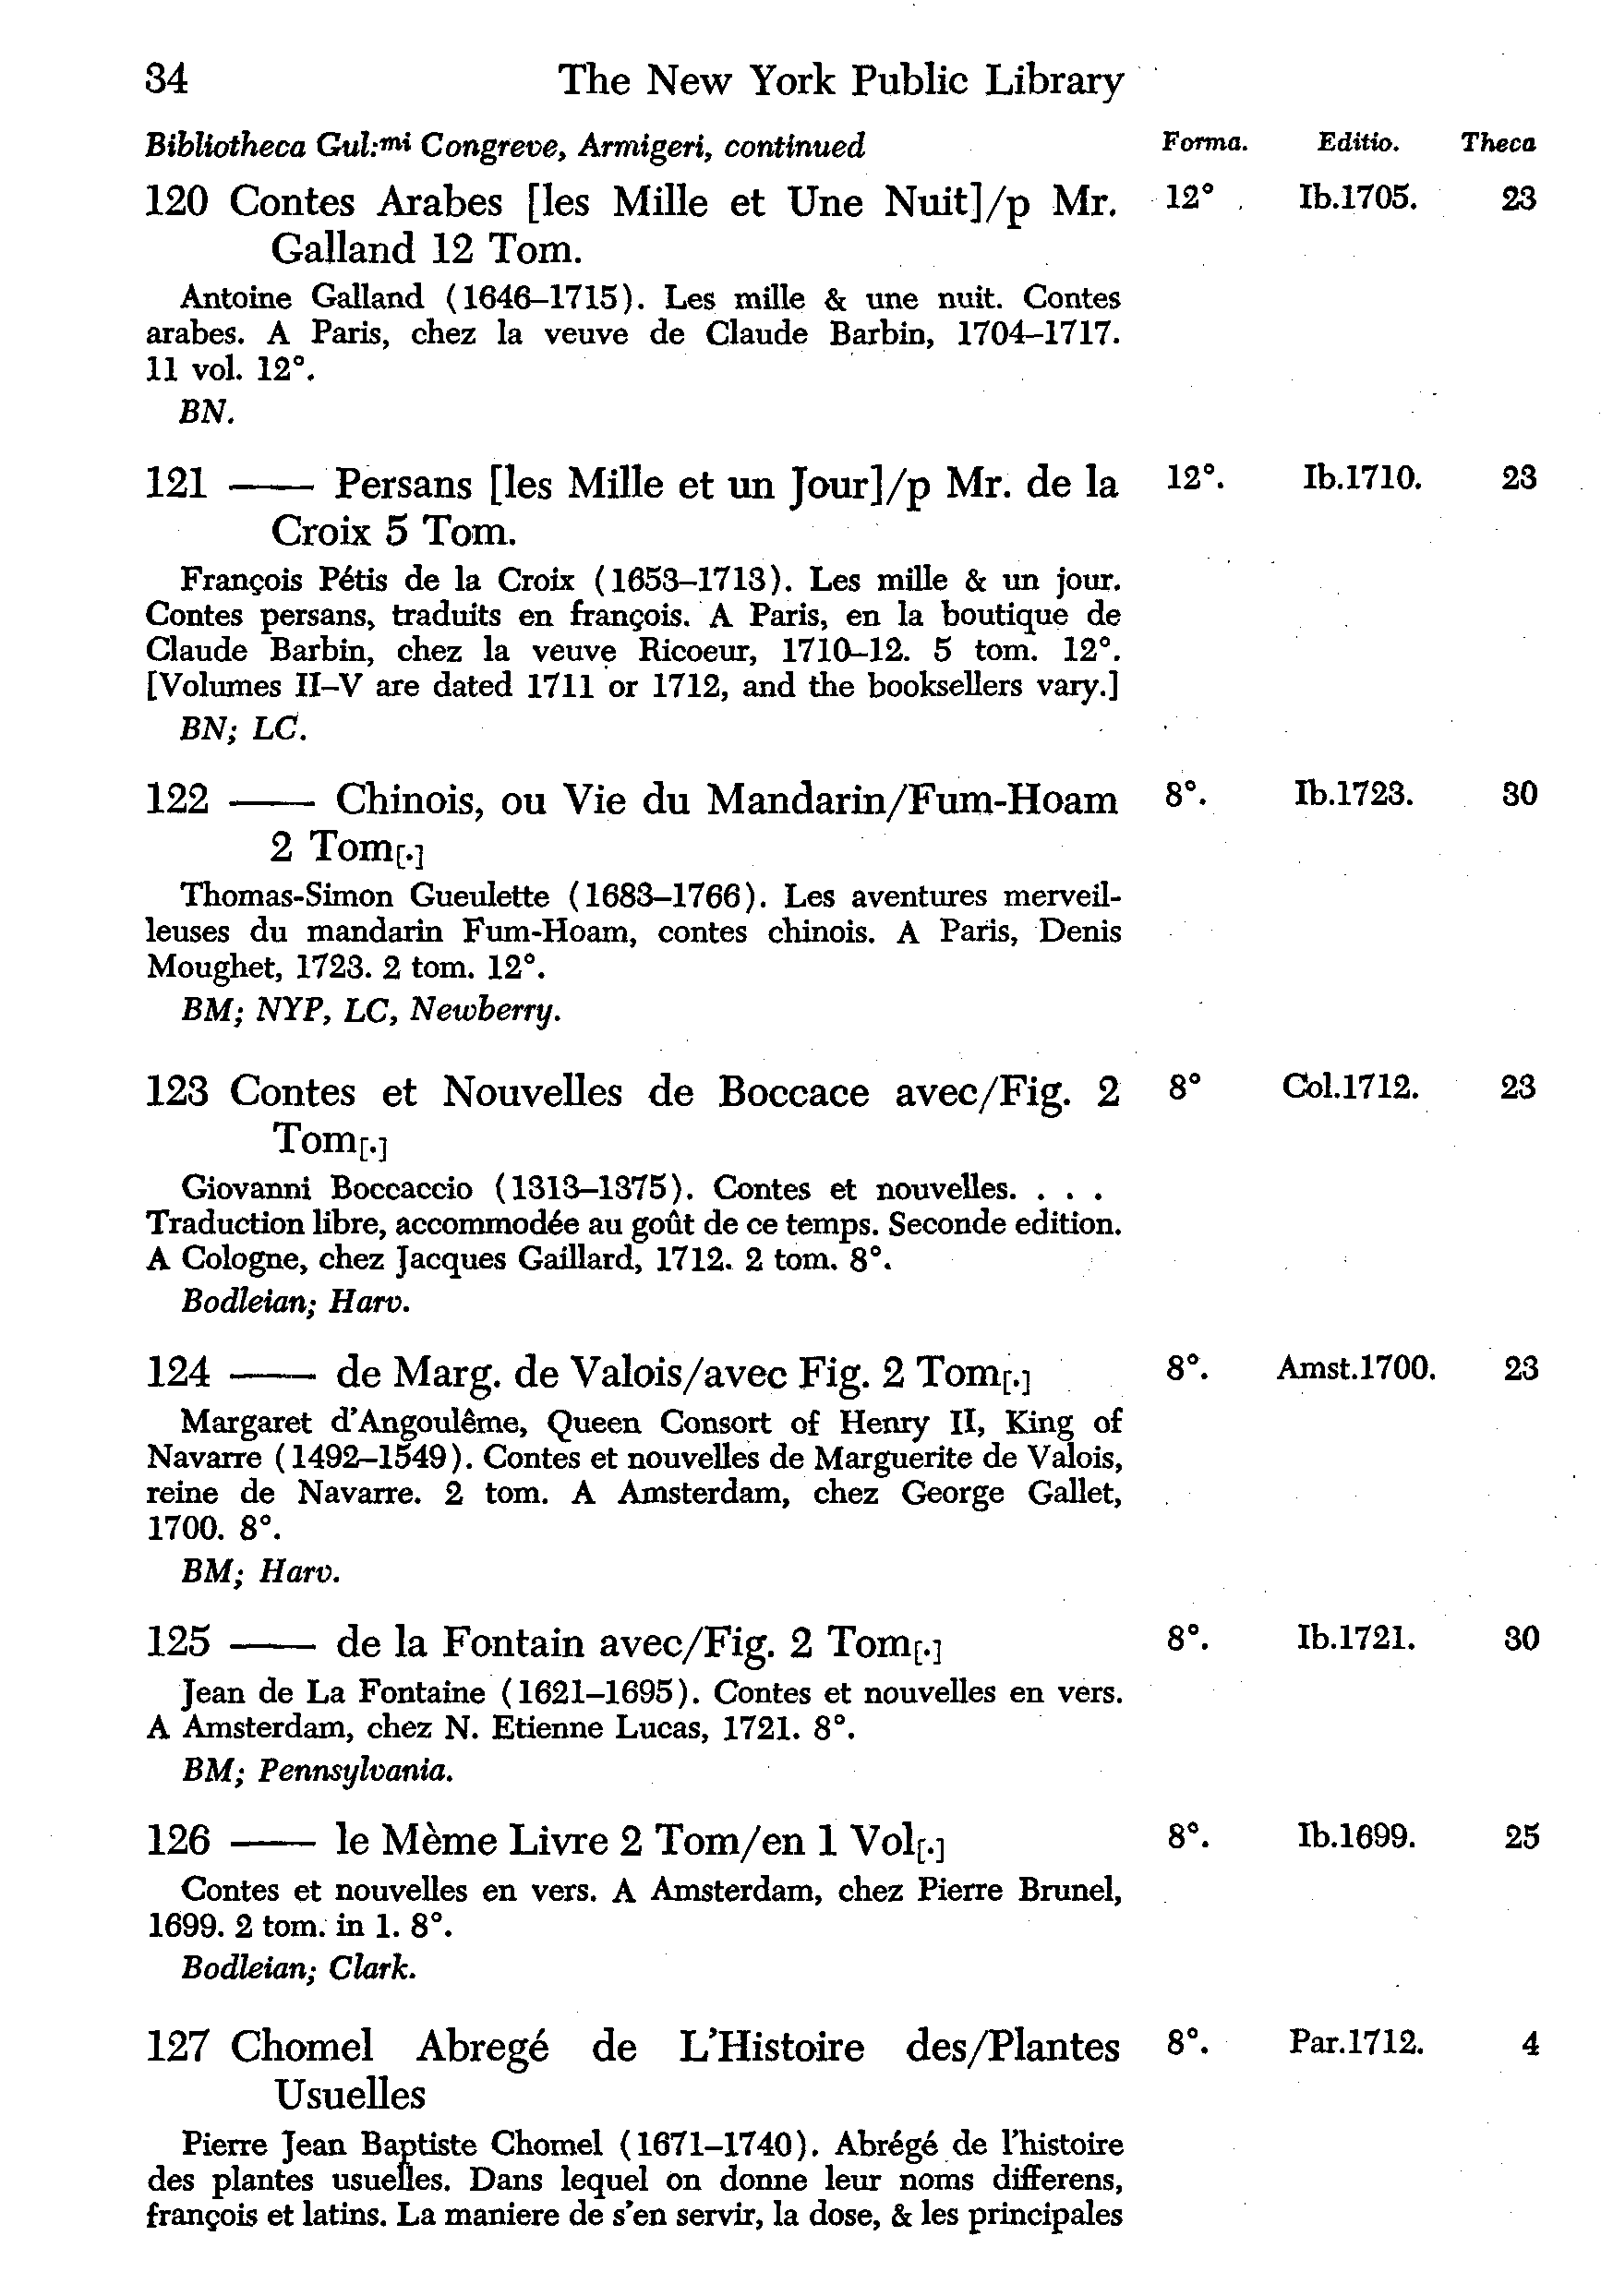 34 The New York Public Library
Bibliotheca Gul:mi Congreve, Armigeri, continued Forma. Editio. Theca
120 Contes Arabes [les Mille et Une Nuit]/p Mr. 12° Ib.1705. 23
Galland 12 Tom.
Antoine Galland (1646–1715). Les mille & une nuit. Contes
arabes. A Paris, chez la veuve de Claude Barbin, 1704–1717.
11 vol. 12°.
BN.
121 —— Persans [les Mille et un Jour]/p Mr. de la 12°. Ib.1710. 23
Croix 5 Tom.
François Pétis de la Croix (1653–1713). Les mille & un jour.
Contes persans, traduits en françois. A Paris, en la boutique de
Claude Barbin, chez la veuve Ricoeur, 1710–12. 5 tom. 12°.
[Volumes II–V are dated 1711 or 1712, and the booksellers vary.]
BN; LC.
122 —— Chinois, ou Vie du Mandarin/Fum-Hoam 8°. Ib.1723. 30
2 Tom[.]
Thomas-Simon Gueulette (1683–1766). Les aventures merveil-
leuses du mandarin Fum-Hoam, contes chinois. A Paris, Denis
Moughet, 1723. 2 tom. 12°.
BM; NYP, LC, Newberry.
123 Contes et Nouvelles de Boccace avec/Fig. 2 8° Col.1712. 23
Tom[.]
Giovanni Boccaccio (1313–1375). Contes et nouvelles. . . .
Traduction libre, accommodée au goût de ce temps. Seconde edition.
A Cologne, chez Jacques Gaillard, 1712. 2 tom. 8°.
Bodleian; Harv.
124 —— de Marg. de Valois/avec Fig. 2 Tom[.] 8°. Amst.1700. 23
Margaret d'Angoulême, Queen Consort of Henry II, King of
Navarre (1492–1549). Contes et nouvelles de Marguerite de Valois,
reine de Navarre. 2 tom. A Amsterdam, chez George Gallet,
1700. 8°.
BM; Harv.
125 —— de la Fontain avec/Fig. 2 Tom[.] 8°. Ib.1721. 30
Jean de La Fontaine (1621–1695). Contes et nouvelles en vers.
A Amsterdam, chez N. Etienne Lucas, 1721. 8°.
BM; Pennsylvania.
126 —— le Mème Livre 2 Tom/en 1 Vol[.] 8°. Ib.1699. 25
Contes et nouvelles en vers. A Amsterdam, chez Pierre Brunel,
1699. 2 tom. in 1. 8°.
Bodleian; Clark.
127 Chomel Abregé de L'Histoire des/Plantes 8°. Par.1712. 4
Usuelles
Pierre Jean Baptiste Chomel (1671–1740). Abrégé de l'histoire
des plantes usuelles. Dans lequel on donne leur noms differens,
françois et latins. La maniere de s'en servir, la dose, & les principales